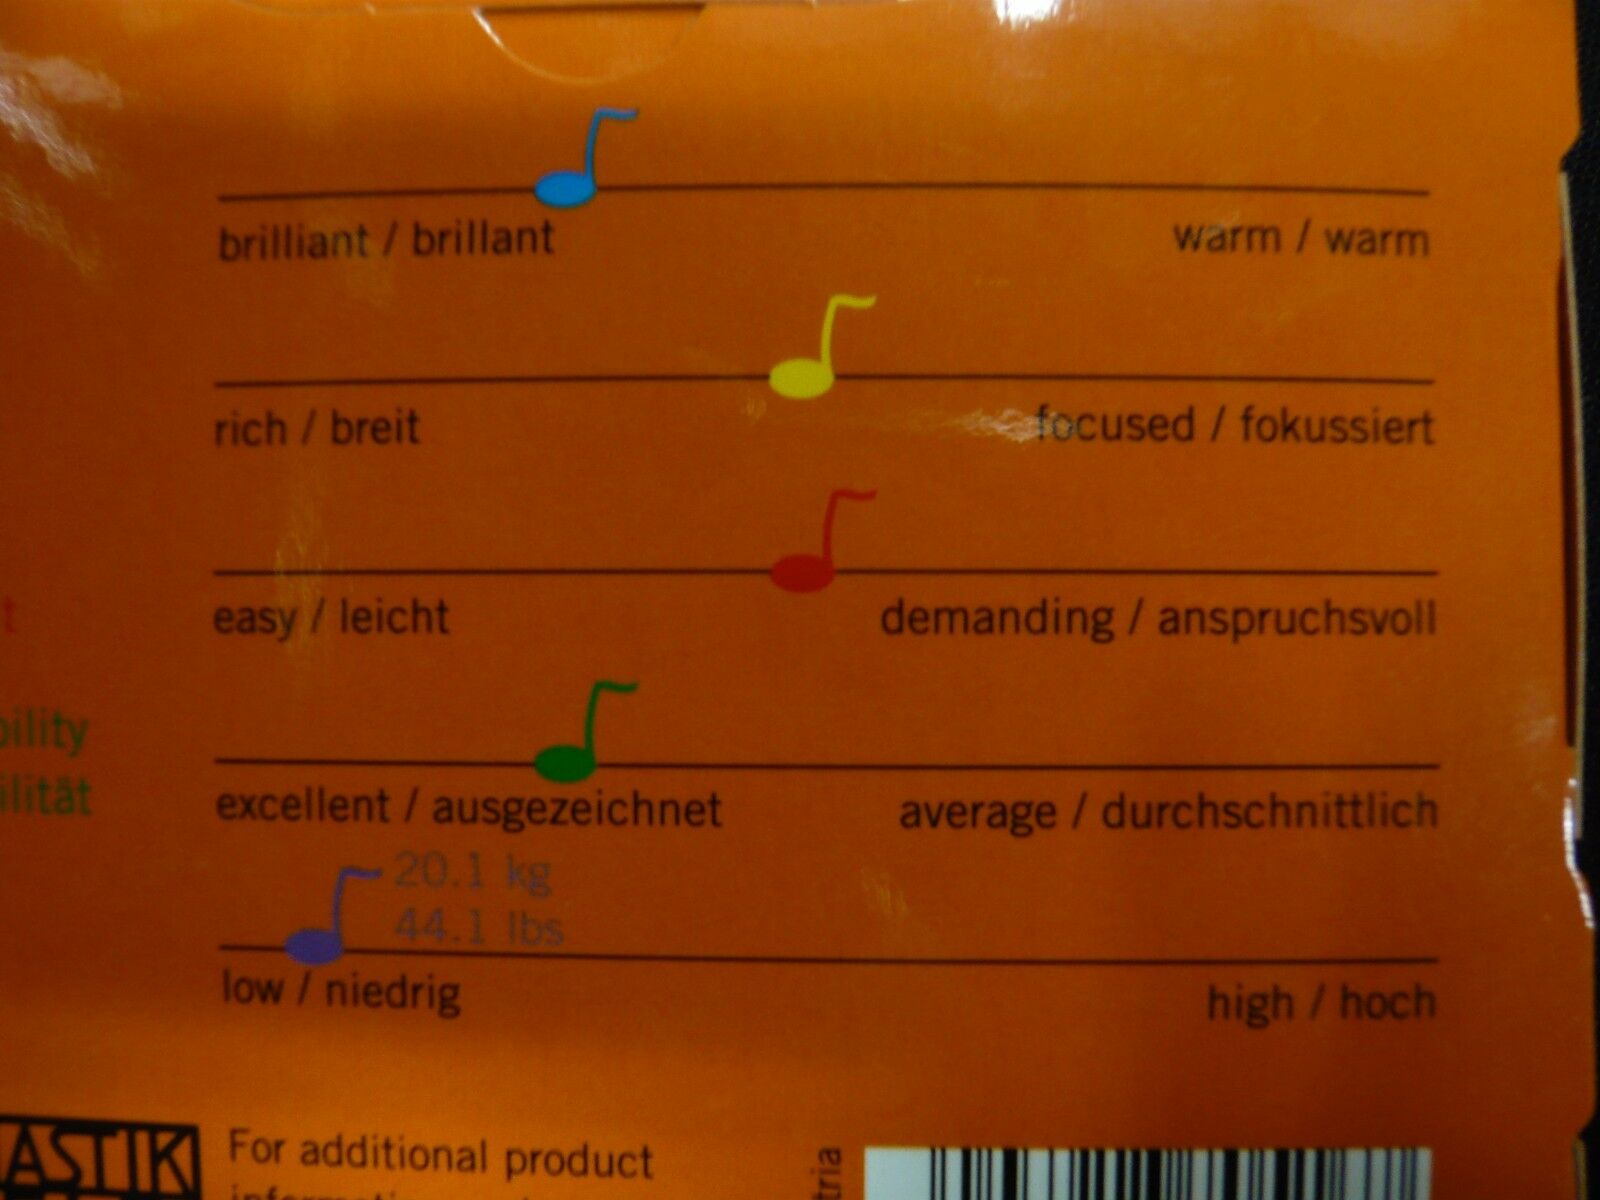 brilliant / brillant
warm / warm
rich / breit
focused / fokussiert
easy / leicht
demanding / anspruchsvoll
t
bility
ilität
excellent / ausgezeichnet
average / durchschnittlich
20.1 kg
44.1 lbs
low / niedrig
high / hoch
ASTIK
For additional product
tria